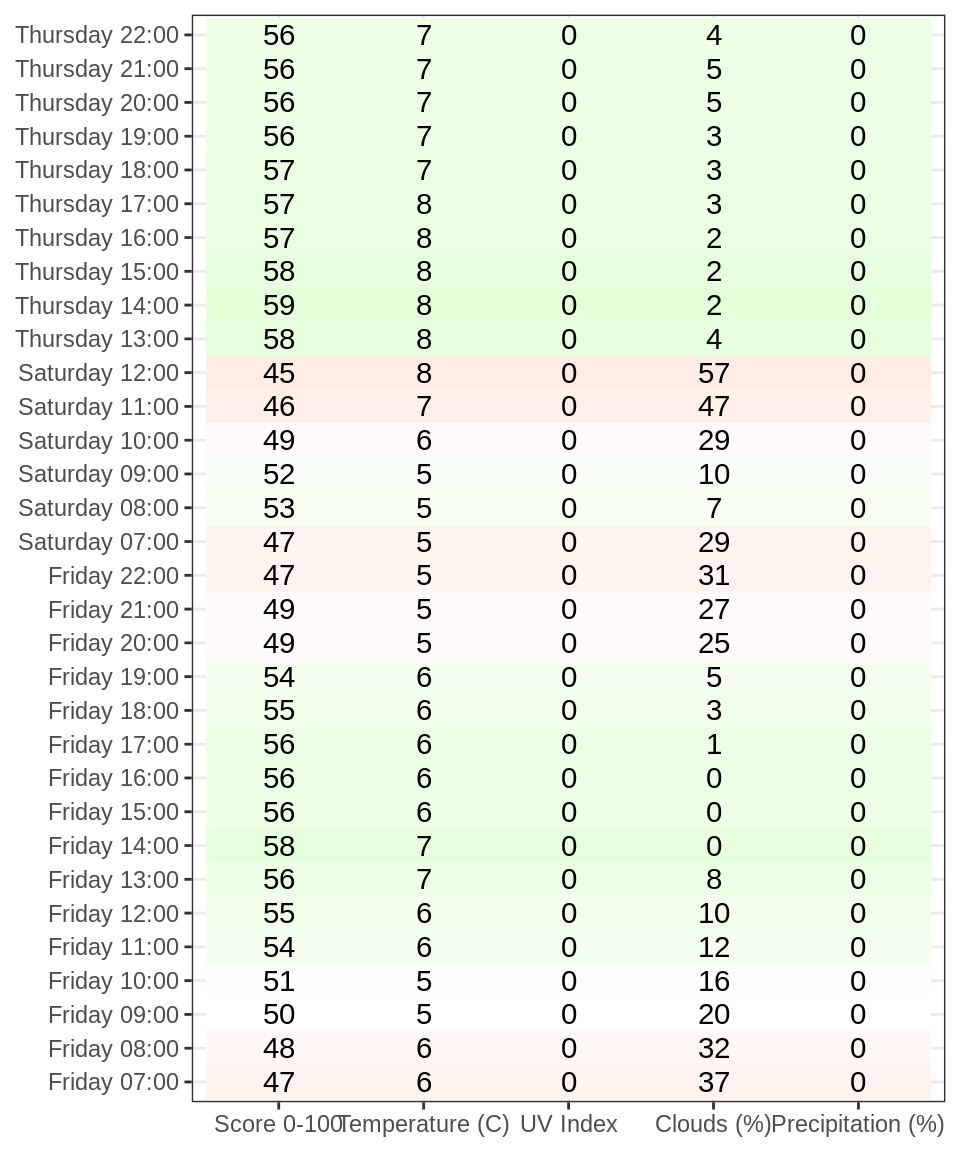 Thursday 22:00 56 7 0 4 0
Thursday 21:00 56 7 0 5 0
Thursday 20:00 56 7 0 5 0
Thursday 19:00 56 7 0 3 0
Thursday 18:00 57 7 0 3 0
Thursday 17:00 57 8 0 3 0
Thursday 16:00 57 8 0 2 0
Thursday 15:00 58 8 0 2 0
Thursday 14:00 59 8 0 2 0
Thursday 13:00 58 8 0 4 0
Saturday 12:00 45 8 0 57 0
Saturday 11:00 46 7 0 47 0
Saturday 10:00 49 6 0 29 0
Saturday 09:00 52 5 0 10 0
Saturday 08:00 53 5 0 7 0
Saturday 07:00 47 5 0 29 0
Friday 22:00 47 5 0 31 0
Friday 21:00 49 5 0 27 0
Friday 20:00 49 5 0 25 0
Friday 19:00 54 6 0 5 0
Friday 18:00 55 6 0 3 0
Friday 17:00 56 6 0 1 0
Friday 16:00 56 6 0 0 0
Friday 15:00 56 6 0 0 0
Friday 14:00 58 7 0 0 0
Friday 13:00 56 7 0 8 0
Friday 12:00 55 6 0 10 0
Friday 11:00 54 6 0 12 0
Friday 10:00 51 5 0 16 0
Friday 09:00 50 5 0 20 0
Friday 08:00 48 6 0 32 0
Friday 07:00 47 6 0 37 0
Score 0-100 Temperature (C) UV Index Clouds (%) Precipitation (%)